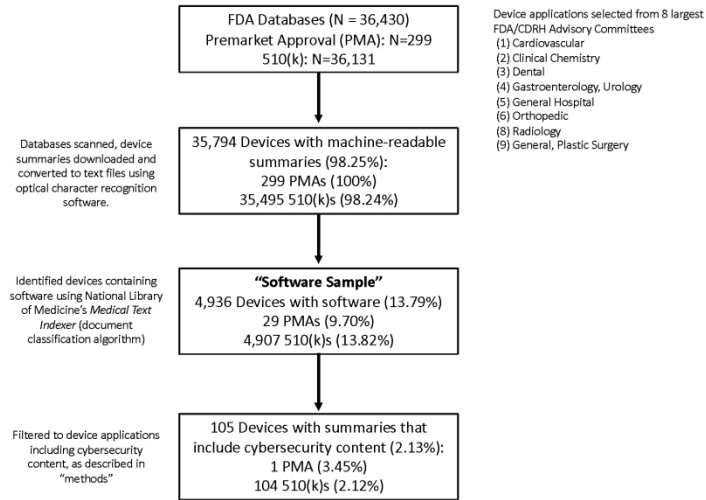 FDA Databases (N = 36,430)
Premarket Approval (PMA): N=299
510(k): N=36,131
Device applications selected from 8 largest
FDA/CDRH Advisory Committees
(1) Cardiovascular
(2) Clinical Chemistry
(3) Dental
(4) Gastroenterology, Urology
(5) General Hospital
(6) Orthopedic
(8) Radiology
(9) General, Plastic Surgery
Databases scanned, device
summaries downloaded and
converted to text files using
optical character recognition
software.
35,794 Devices with machine-readable
summaries (98.25%):
299 PMAs (100%)
35,495 510(k)s (98.24%)
Identified devices containing
software using National Library
of Medicine's Medical Text
Indexer (document
classification algorithm)
“Software Sample”
4,936 Devices with software (13.79%)
29 PMAs (9.70%)
4,907 510(k)s (13.82%)
Filtered to device applications
including cybersecurity
content, as described in
“methods”
105 Devices with summaries that
include cybersecurity content (2.13%):
1 PMA (3.45%)
104 510(k)s (2.12%)